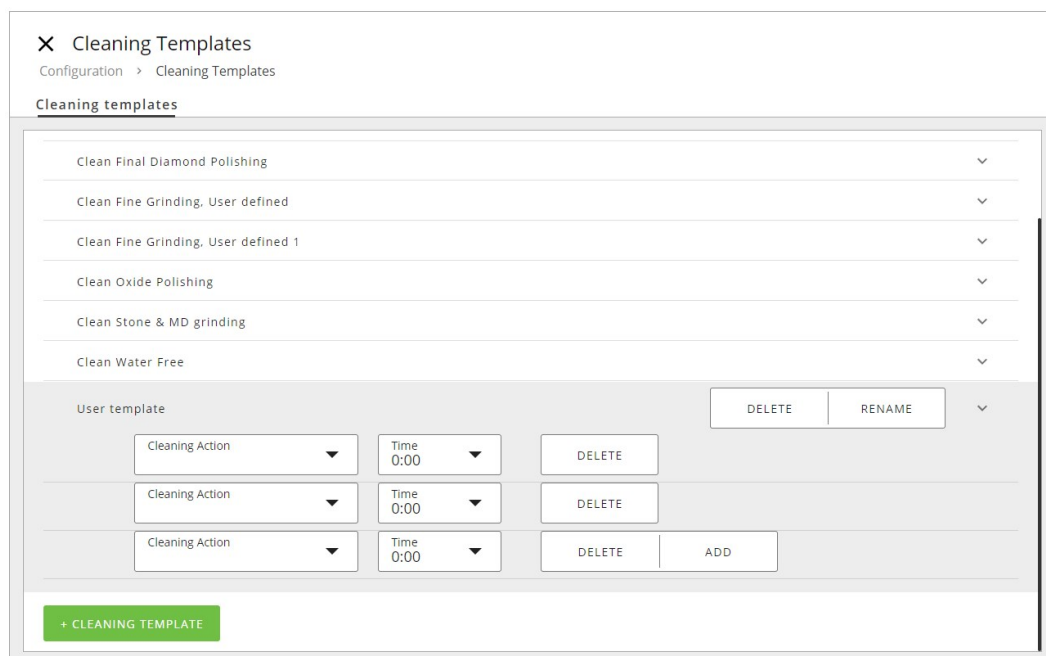 Cleaning Templates
Configuration > Cleaning Templates
Cleaning templates
Clean Final Diamond Polishing
Clean Fine Grinding, User defined
Clean Fine Grinding, User defined 1
Clean Oxide Polishing
Clean Stone & MD grinding
Clean Water Free
User template DELETE RENAME
Cleaning Action Time
0:00 DELETE
Cleaning Action Time
0:00 DELETE
Cleaning Action Time
0:00 DELETE ADD
+ CLEANING TEMPLATE